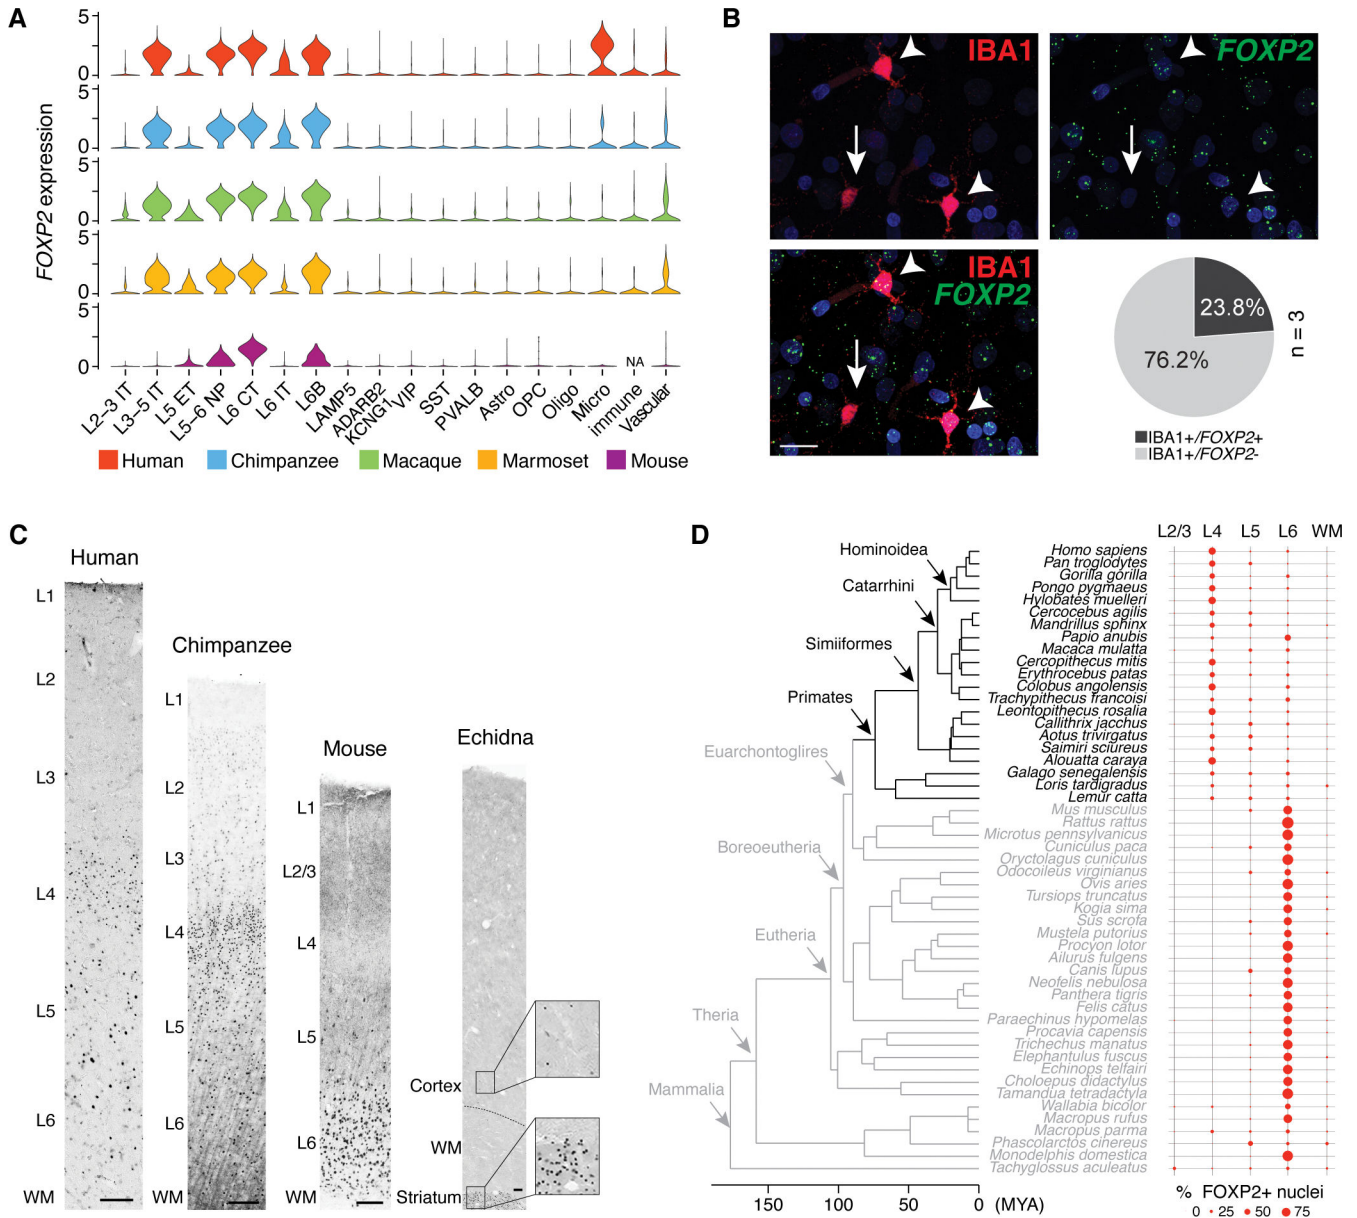 A
FOXP2 expression
5
0
5
0
5
0
5
0
5
0
NA
L2–3 IT
L3–5 IT
L5 ET
L5–6 NP
L6 CT
L6 IT
L6B
LAMP5
ADARB2
KCNG1
VIP
SST
PVALB
Astro
OPC
Oligo
Micro
immune
Vascular
Human
Chimpanzee
Macaque
Marmoset
Mouse
B
IBA1
FOXP2
IBA1
FOXP2
23.8%
76.2%
n = 3
IBA1+/FOXP2+
IBA1+/FOXP2-
C
Human
L1
L2
L3
L4
L5
L6
WM
Chimpanzee
L1
L2
L3
L4
L5
L6
WM
Mouse
L1
L2/3
L4
L5
L6
WM
Echidna
Cortex
WM
Striatum
D
L2/3 L4 L5 L6 WM
Hominoidea
Catarrhini
Simiiformes
Primates
Euarchontoglires
Boreoeutheria
Eutheria
Theria
Mammalia
Homo sapiens
Pan troglodytes
Gorilla gorilla
Pongo pygmaeus
Hylobates muelleri
Cercocebus agilis
Mandrillus sphinx
Papio anubis
Macaca mulatta
Cercopithecus mitis
Erythrocebus patas
Colobus angolensis
Trachypithecus francoisi
Leontopithecus rosalia
Callithrix jacchus
Aotus trivirgatus
Saimiri sciureus
Alouatta caraya
Galago senegalensis
Loris tardigradus
Lemur catta
Mus musculus
Rattus rattus
Microtus pennsylvanicus
Cuniculus paca
Oryctolagus cuniculus
Odocoileus virginianus
Ovis aries
Tursiops truncatus
Kogia sima
Sus scrofa
Mustela putorius
Procyon lotor
Ailurus fulgens
Canis lupus
Neofelis nebulosa
Panthera tigris
Felis catus
Paraechinus hypomelas
Procavia capensis
Trichechus manatus
Elephantulus fuscus
Echinops telfairi
Choloepus didactylus
Tamandua tetradactyla
Wallabia bicolor
Macropus rufus
Macropus parma
Phascolarctos cinereus
Monodelphis domestica
Tachyglossus aculeatus
150 100 50 0 (MYA)
% FOXP2+ nuclei
0 25 50 75